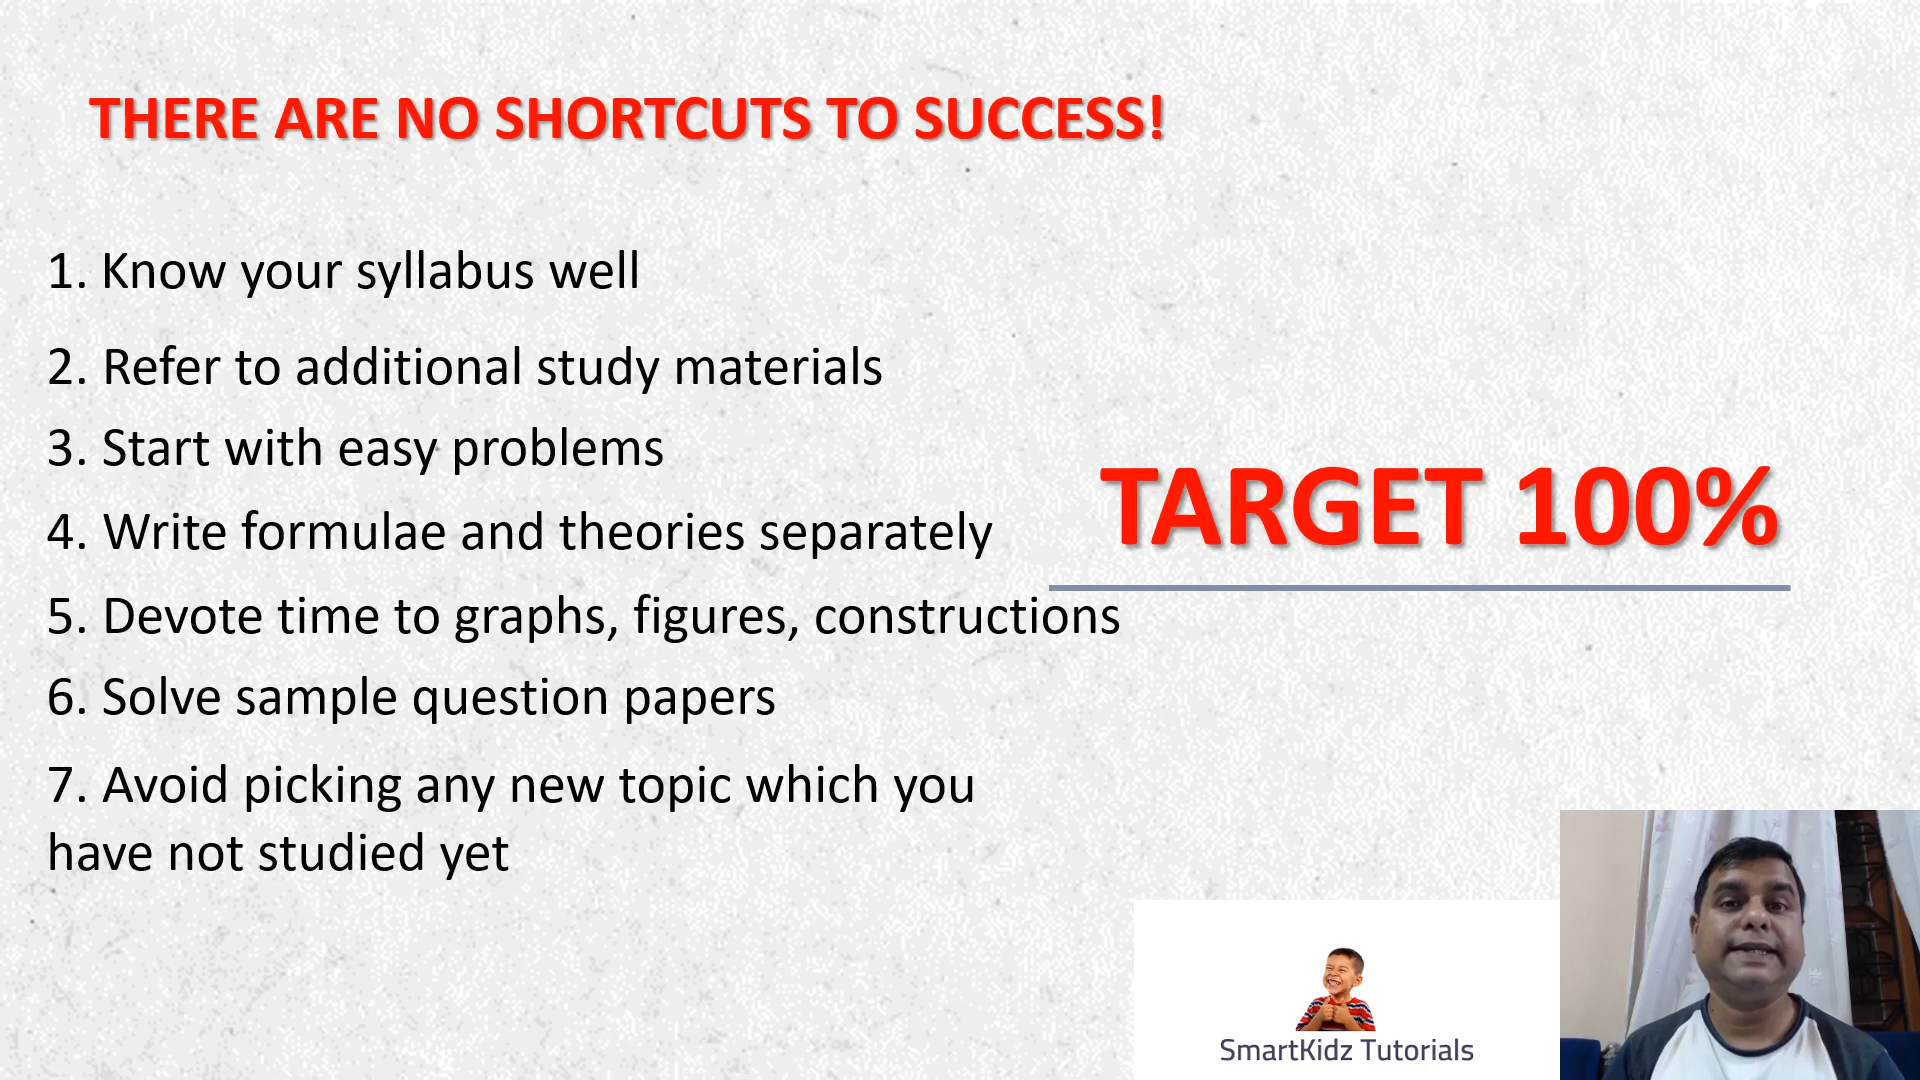 THERE ARE NO SHORTCUTS TO SUCCESS!
1. Know your syllabus well
2. Refer to additional study materials
3. Start with easy problems
4. Write formulae and theories separately
TARGET 100%
5. Devote time to graphs, figures, constructions
6. Solve sample question papers
7. Avoid picking any new topic which you
have not studied yet
SmartKidz Tutorials